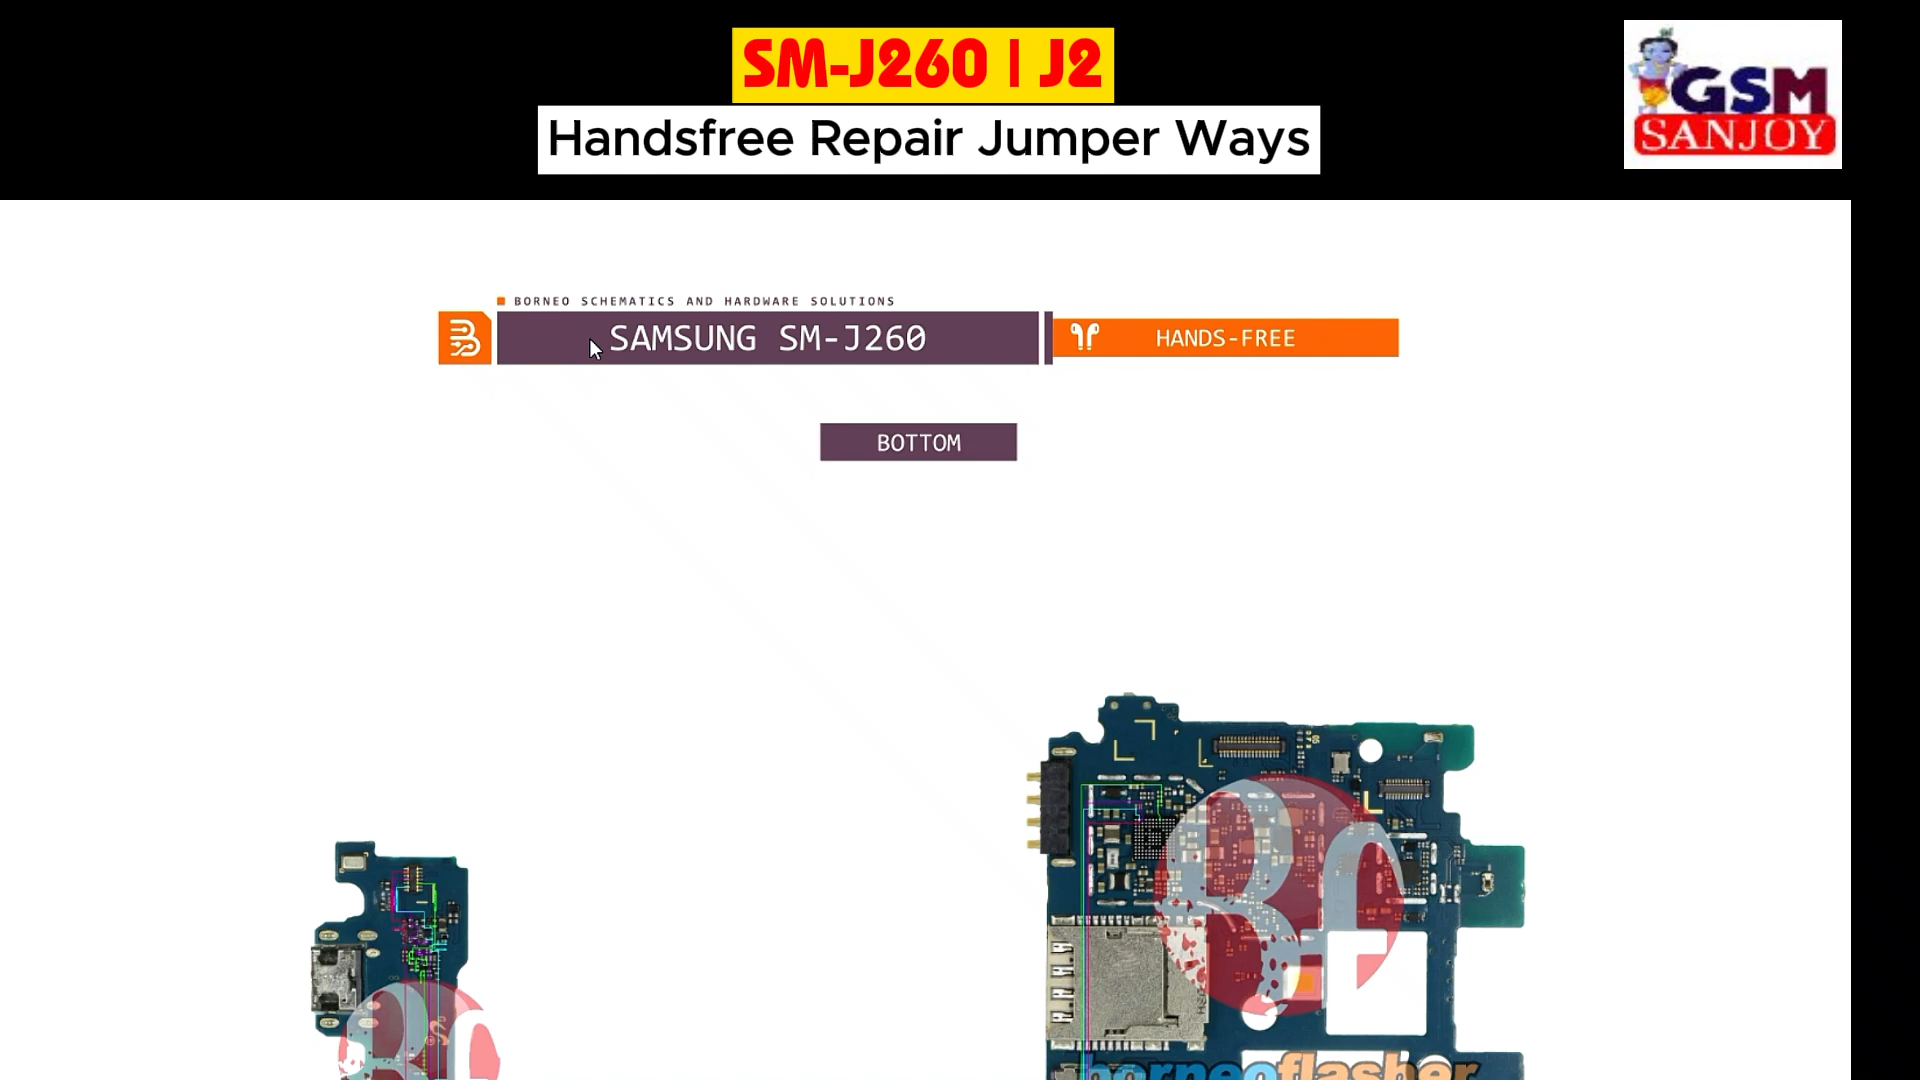 SM-J260 | J2
Handsfree Repair Jumper Ways
GSM
SANJOY
BORNEO SCHEMATICS AND HARDWARE SOLUTIONS
SAMSUNG SM-J260
HANDS-FREE
BOTTOM
borneoflasher